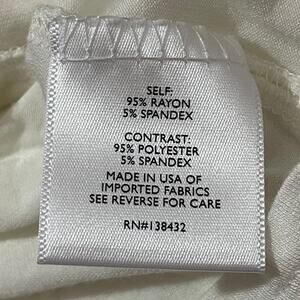 SELF:
95% RAYON
5% SPANDEX
CONTRAST:
95% POLYESTER
5% SPANDEX
MADE IN USA OF
IMPORTED FABRICS
SEE REVERSE FOR CARE
RN#138432